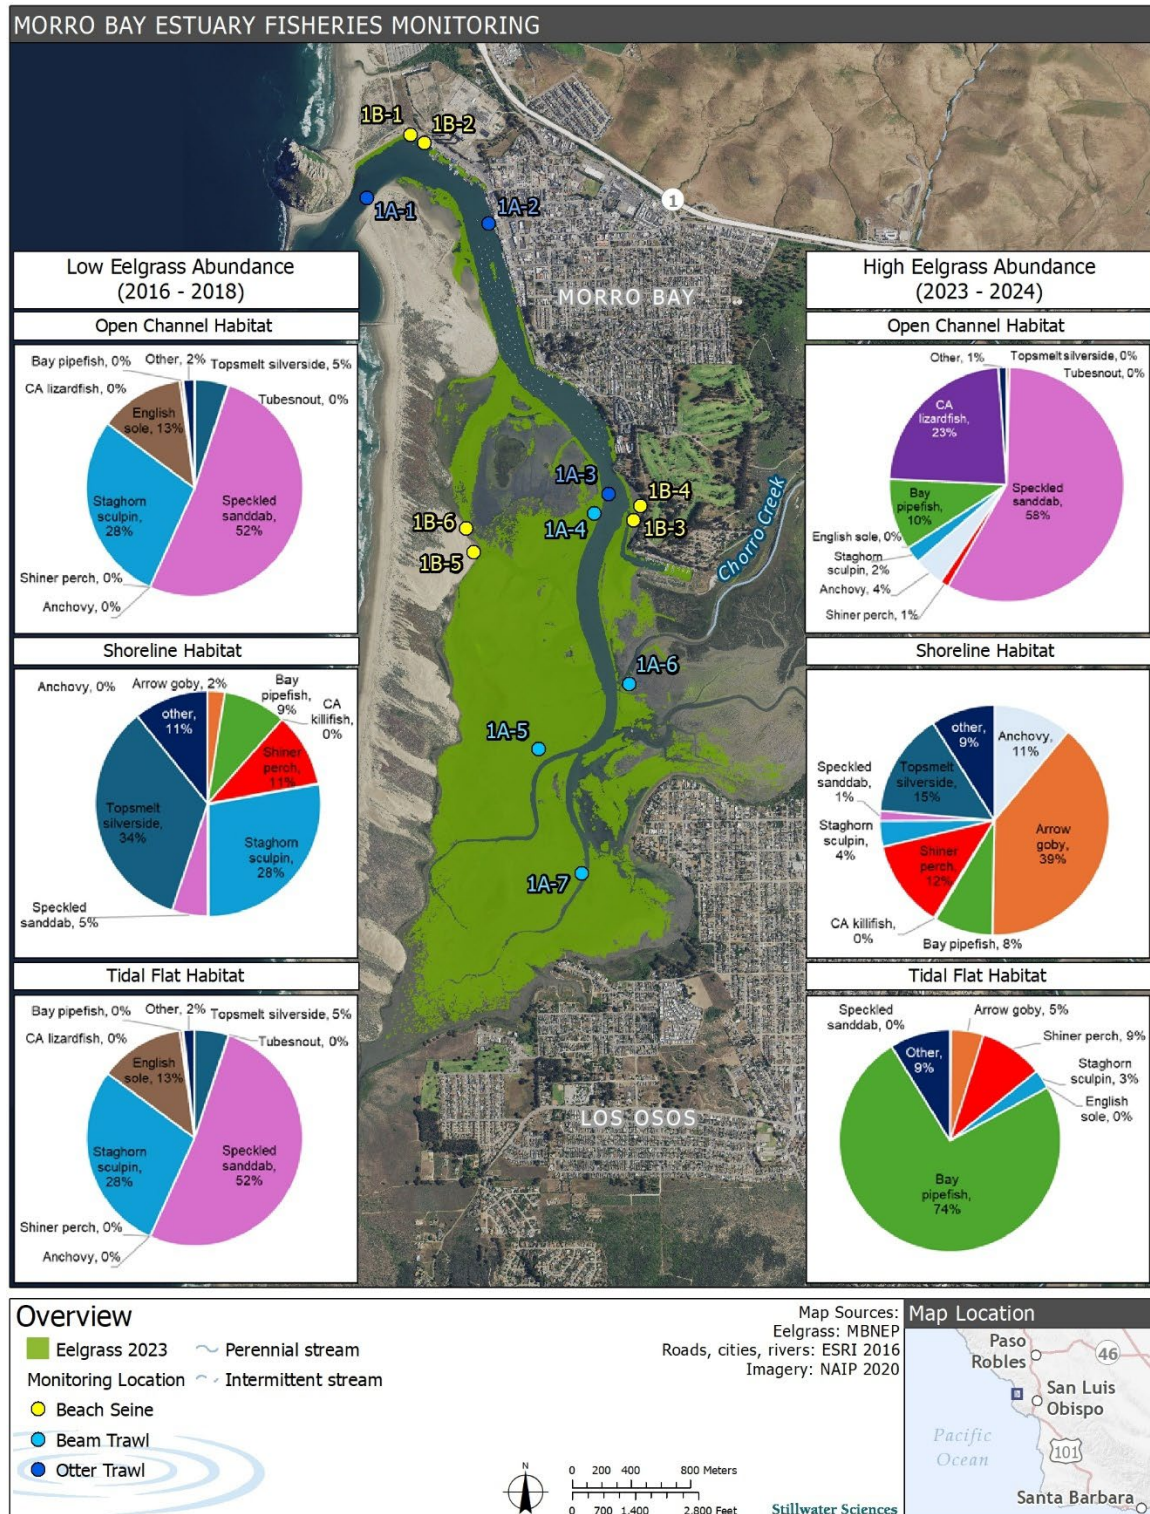 MORRO BAY ESTUARY FISHERIES MONITORING
1B-1
1B-2
1A-1
1A-2
1
MORRO BAY
1A-3
1B-4
1A-4
1B-3
1B-6
1B-5
Chorro Creek
1A-6
1A-5
1A-7
LOS OSOS
Low Eelgrass Abundance
(2016 - 2018)
Open Channel Habitat
Bay pipefish, 0%
Other, 2%
Topsmelt silverside, 5%
CA lizardfish, 0%
Tubesnout, 0%
English
sole, 13%
Staghorn
sculpin,
28%
Speckled
sanddab
52%
Shiner perch, 0%
Anchovy, 0%
Shoreline Habitat
Anchovy, 0%
Arrow goby, 2%
Bay
pipefish,
9%
CA
killifish,
0%
other,
11%
Shiner
perch,
11%
Topsmelt
silverside,
34%
Staghorn
sculpin,
28%
Speckled
sanddab, 5%
Tidal Flat Habitat
Bay pipefish, 0%
Other, 2%
Topsmelt silverside, 5%
CA lizardfish, 0%
Tubesnout, 0%
English
sole, 13%
Staghorn
sculpin,
28%
Speckled
sanddab
52%
Shiner perch, 0%
Anchovy, 0%
High Eelgrass Abundance
(2023 - 2024)
Open Channel Habitat
Other, 1%
Topsmelt silverside, 0%
Tubesnout, 0%
CA
lizardfish,
23%
Bay
pipefish,
10%
Speckled
sanddab,
58%
English sole, 0%
Staghorn
sculpin, 2%
Anchovy, 4%
Shiner perch, 1%
Shoreline Habitat
other,
9%
Anchovy,
11%
Speckled
sanddab,
1%
Topsmelt
silverside,
15%
Staghorn
sculpin,
4%
Arrow
goby
39%
Shiner
perch,
12%
CA killifish,
0%
Bay pipefish, 8%
Tidal Flat Habitat
Speckled
sanddab, 0%
Arrow goby, 5%
Other,
9%
Shiner perch, 9%
Staghorn
sculpin, 3%
English
sole, 0%
Bay
pipefish,
74%
Overview
Eelgrass 2023
Perennial stream
Monitoring Location
Intermittent stream
Beach Seine
Beam Trawl
Otter Trawl
Map Sources:
Eelgrass: MBNEP
Roads, cities, rivers: ESRI 2016
Imagery: NAIP 2020
N
0 200 400 800 Meters
0 700 1,400 2,800 Feet
Stillwater Sciences
Map Location
Paso
Robles
46
San Luis
Obispo
Pacific
Ocean
101
Santa Barbara